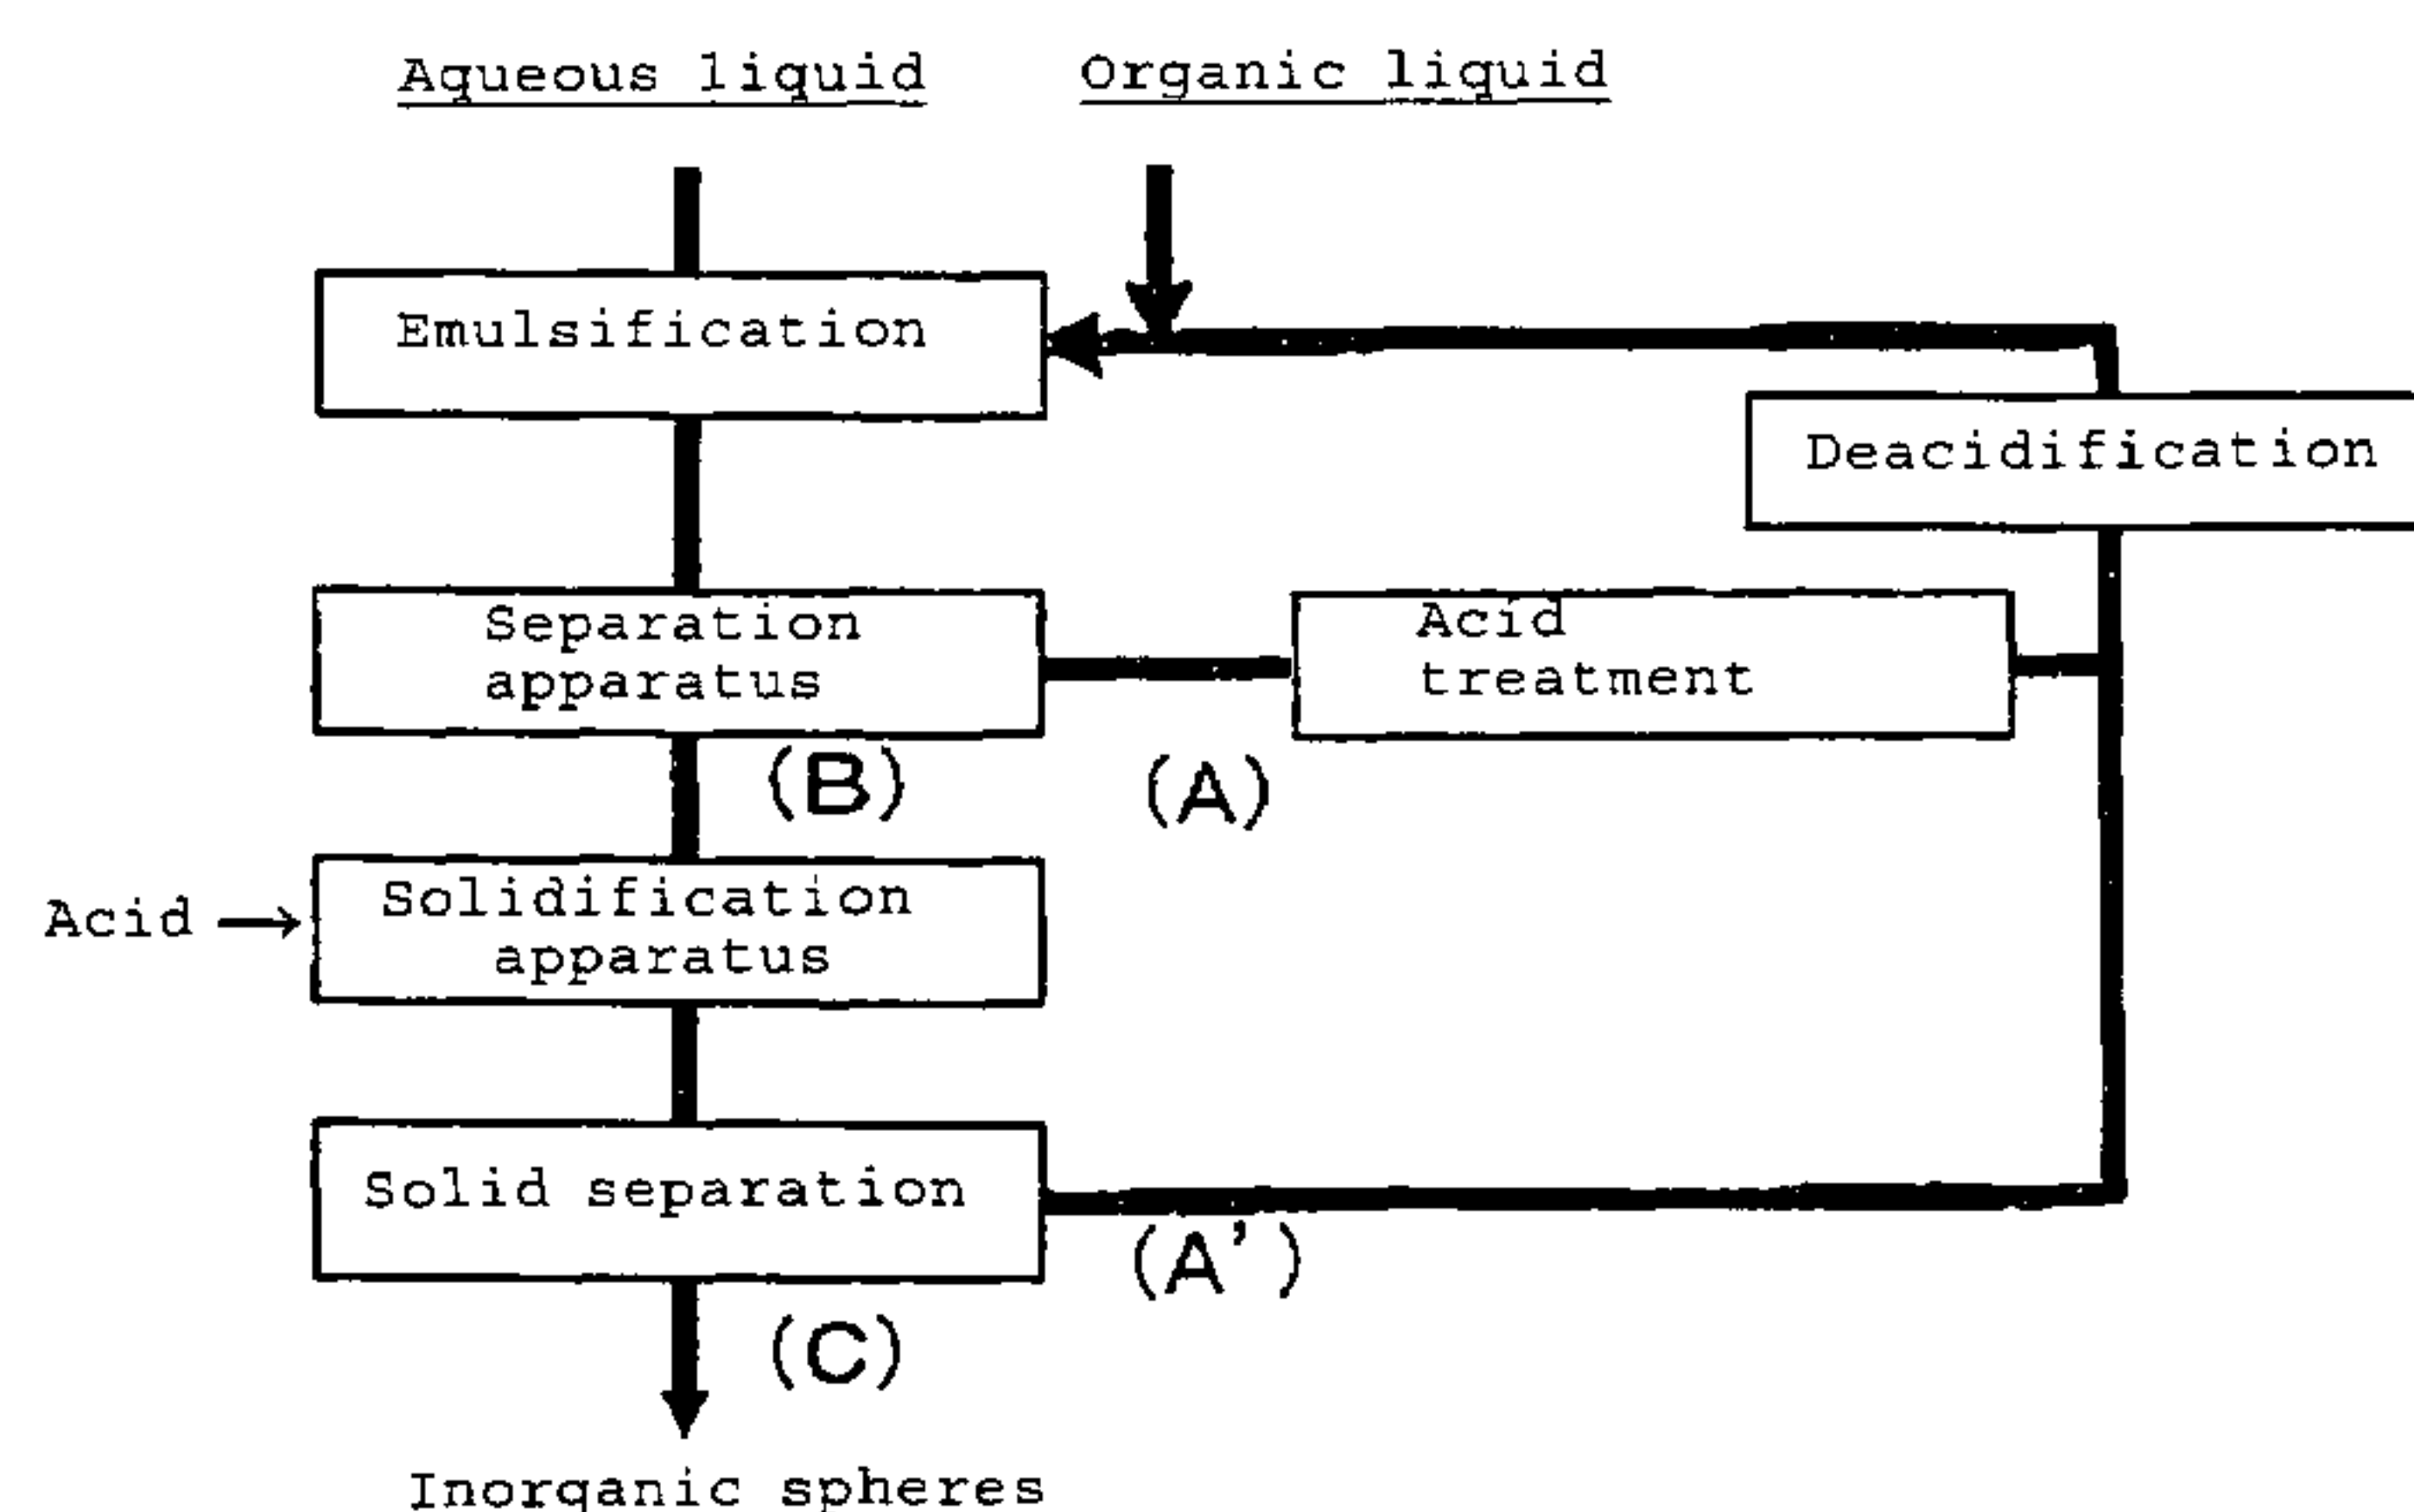 Aqueous liquid
Organic liquid
Emulsification
Deacidification
Separation
apparatus
Acid
treatment
(B)
(A)
Acid
Solidification
apparatus
Solid separation
(A')
(C)
Inorganic spheres